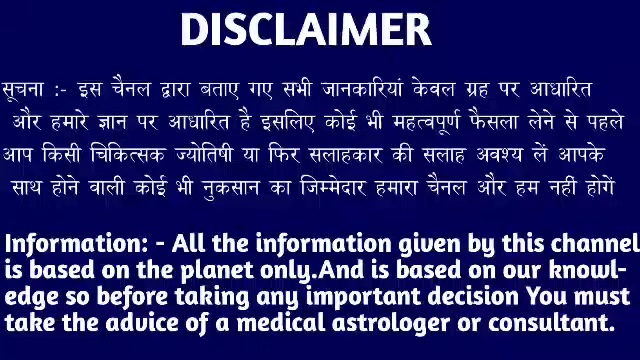 DISCLAIMER
सूचना :- इस चैनल द्वारा बताए गए सभी जानकारियां केवल ग्रह पर आधारित
और हमारे ज्ञान पर आधारित है इसलिए कोई भी महत्वपूर्ण फैसला लेने से पहले
आप किसी चिकित्सक ज्योतिषी या फिर सलाहकार की सलाह अवश्य लें आपके
साथ होने वाली कोई भी नुकसान का जिम्मेदार हमारा चैनल और हम नहीं होगें
Information: - All the information given by this channel
is based on the planet only.And is based on our knowl-
edge so before taking any important decision You must
take the advice of a medical astrologer or consultant.